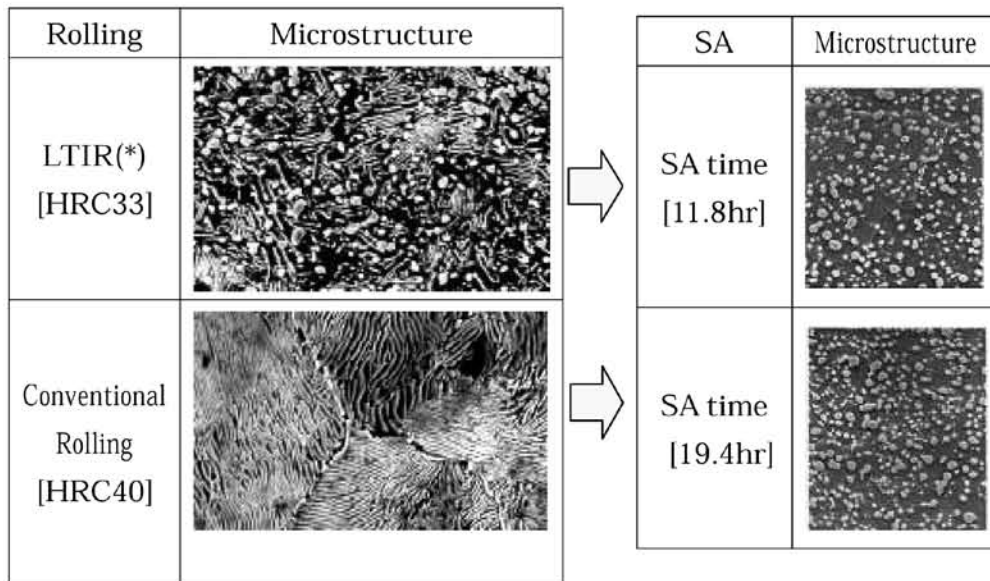 Rolling
Microstructure
SA
Microstructure
LTIR(*)
[HRC33]
SA time
[11.8hr]
Conventional
Rolling
[HRC40]
SA time
[19.4hr]